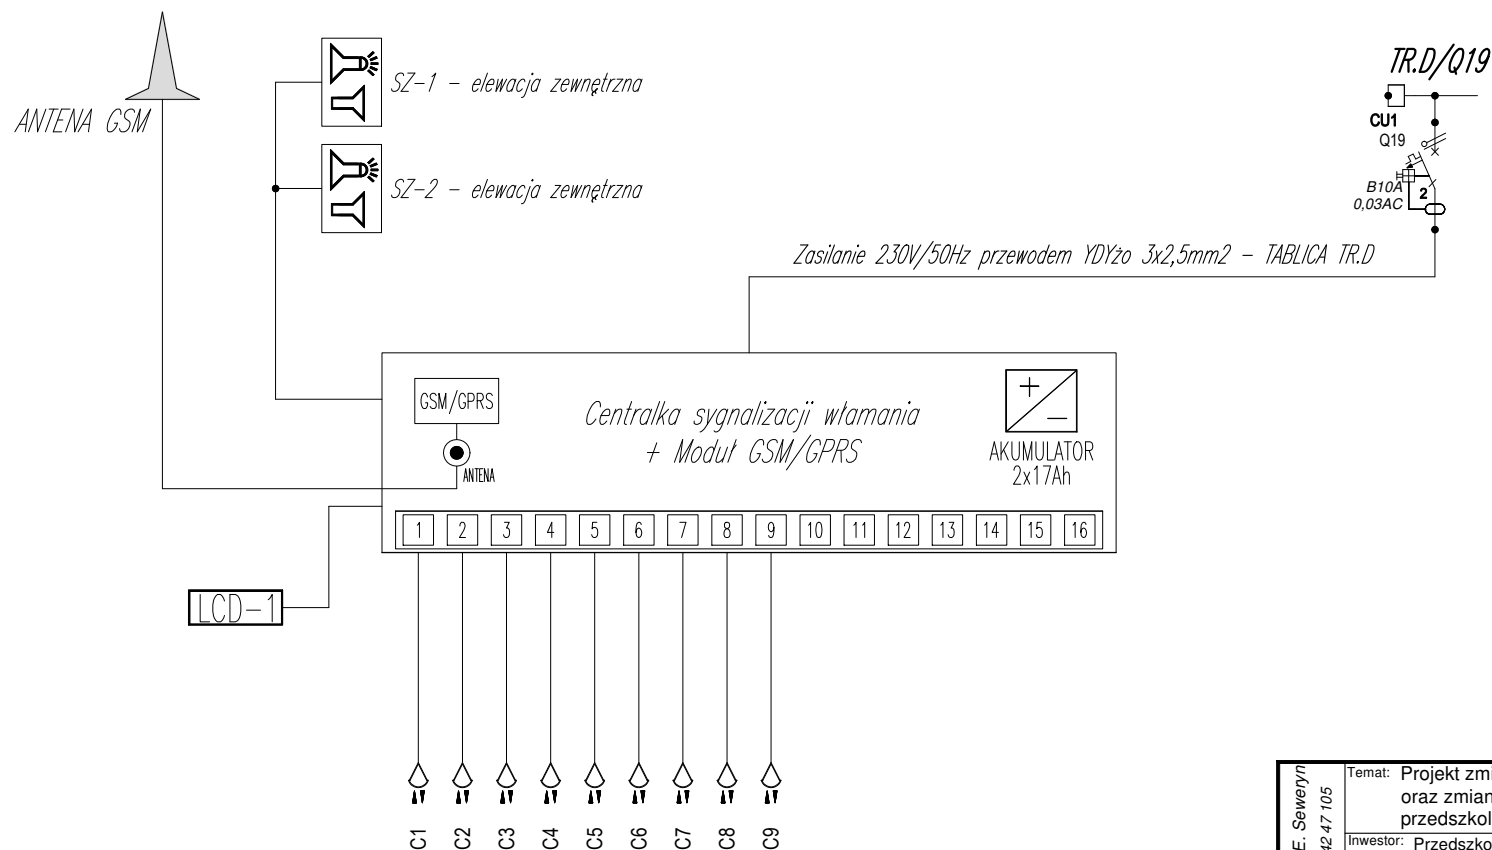 ANTENA GSM
SZ-1 - elewacja zewnętrzna
SZ-2 - elewacja zewnętrzna
TR.D/Q19
CU1
Q19
B10A
0,03AC
2
Zasilanie 230V/50Hz przewodem YDYżo 3x2,5mm2 - TABLICA TR.D
GSM/GPRS
ANTENA
Centralka sygnalizacji włamania
+ Moduł GSM/GPRS
+
-
AKUMULATOR
2x17Ah
1 2 3 4 5 6 7 8 9 10 11 12 13 14 15 16
LCD-1
C1 C2 C3 C4 C5 C6 C7 C8 C9
E. Seweryn
42 47 105
Temat: Projekt zmi
oraz zmian
przedszkol
Inwestor: Przedszko